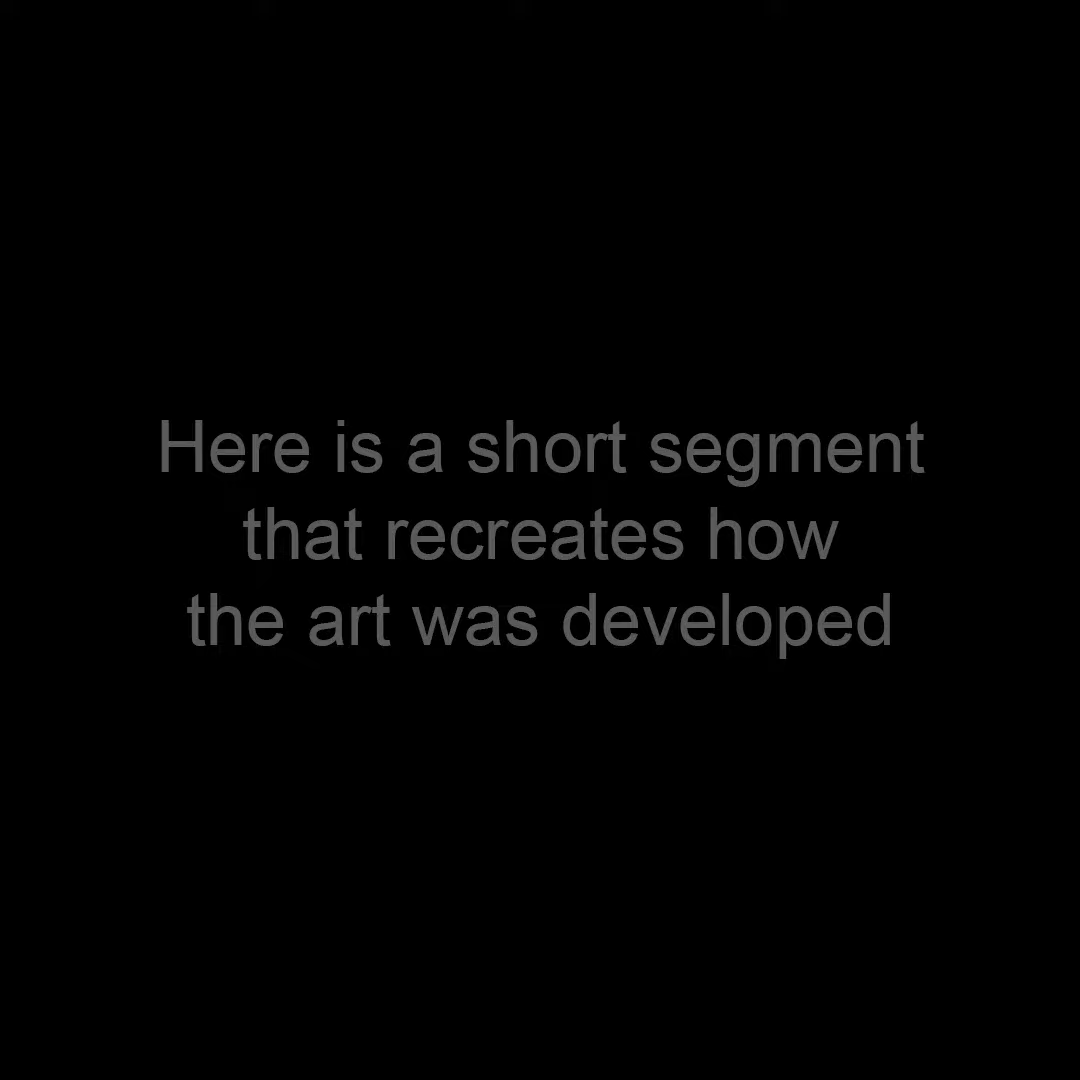 Here is a short segment
that recreates how
the art was developed